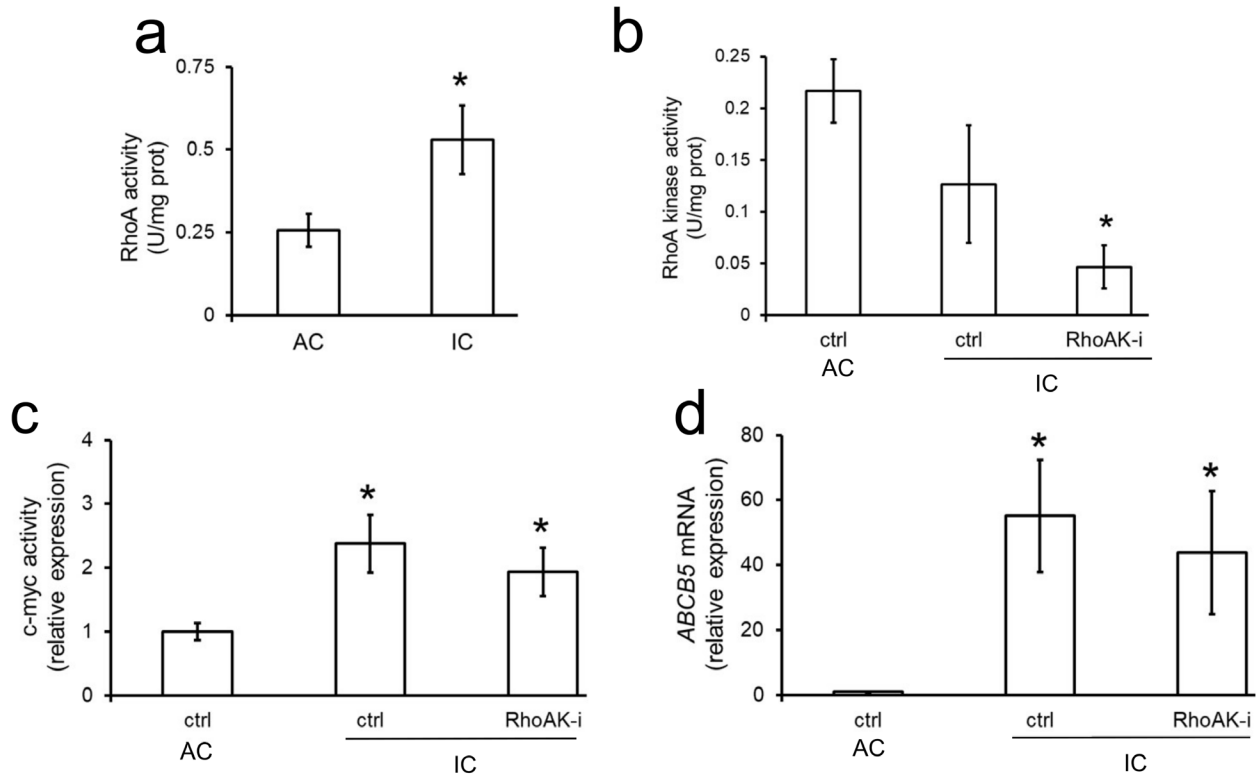 a
RhoA activity
(U/mg prot)
0.75
0.5
0.25
0
*
AC IC
b
RhoA kinase activity
(U/mg prot)
0.25
0.2
0.15
0.1
0.05
0
*
ctrl ctrl RhoAK-i
AC IC
c
c-myc activity
(relative expression)
4
3
2
1
0
* *
ctrl ctrl RhoAK-i
AC IC
d
ABCB5 mRNA
(relative expression)
80
60
40
20
0
* *
ctrl ctrl RhoAK-i
AC IC